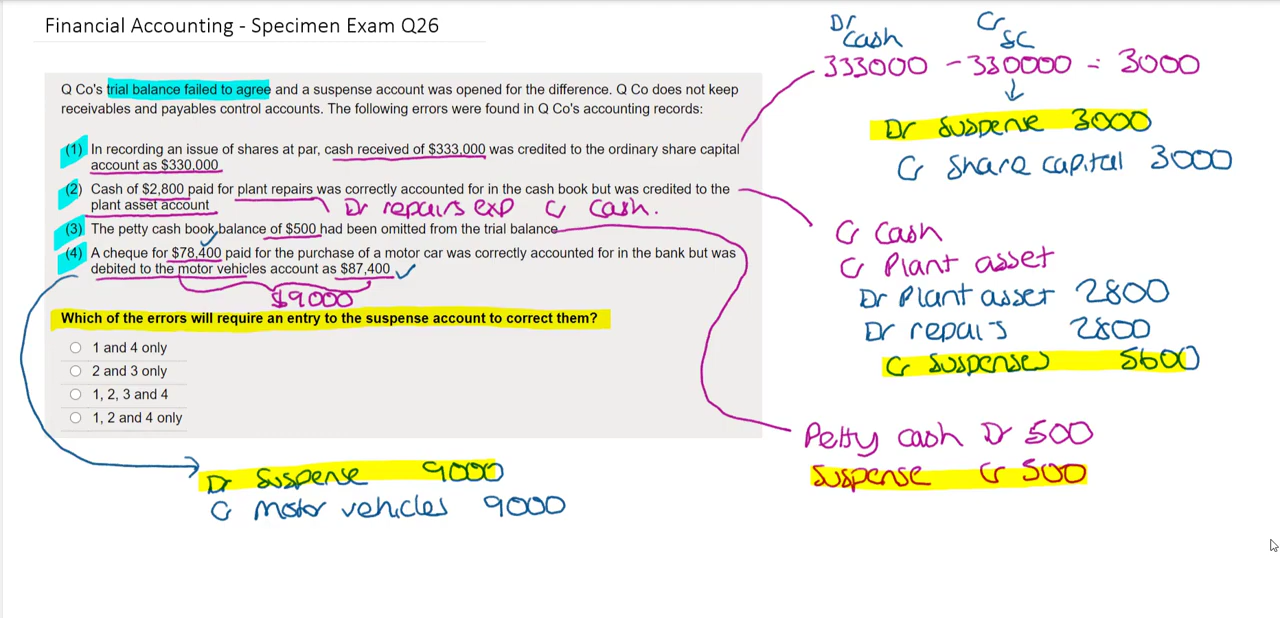 Financial Accounting - Specimen Exam Q26
Q Co's trial balance failed to agree and a suspense account was opened for the difference. Q Co does not keep
receivables and payables control accounts. The following errors were found in Q Co's accounting records:
(1) In recording an issue of shares at par, cash received of $333,000 was credited to the ordinary share capital
account as $330,000
(2) Cash of $2,800 paid for plant repairs was correctly accounted for in the cash book but was credited to the
plant asset account
Dr repairs exp Cr cash.
(3) The petty cash book balance of $500 had been omitted from the trial balance
(4) A cheque for $78,400 paid for the purchase of a motor car was correctly accounted for in the bank but was
debited to the motor vehicles account as $87,400
$9000
Which of the errors will require an entry to the suspense account to correct them?
1 and 4 only
2 and 3 only
1, 2, 3 and 4
1, 2 and 4 only
Dr Suspense 9000
Cr motor vehicles 9000
Dr Cr
Cash SC
333000 - 330000 = 3000
Dr Suspense 3000
Cr Share capital 3000
Cr Cash
Cr Plant asset
Dr Plant asset 2800
Dr repairs 2800
Cr Suspenses 5600
Petty cash Dr 500
Suspense Cr 500